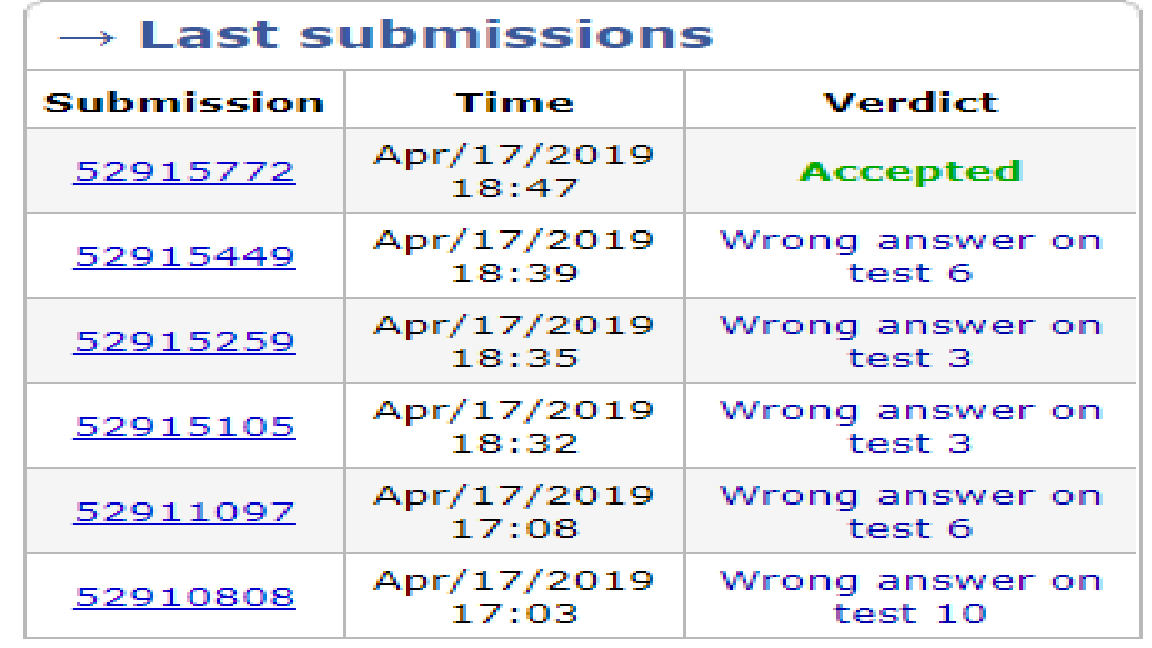 → Last submissions
Submission Time Verdict
52915772 Apr/17/2019 18:47 Accepted
52915449 Apr/17/2019 18:39 Wrong answer on test 6
52915259 Apr/17/2019 18:35 Wrong answer on test 3
52915105 Apr/17/2019 18:32 Wrong answer on test 3
52911097 Apr/17/2019 17:08 Wrong answer on test 6
52910808 Apr/17/2019 17:03 Wrong answer on test 10